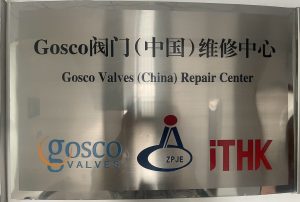 Gosco阀门(中国)维修中心
Gosco Valves (China) Repair Center
gosco ZPJE iTHK
VALVES